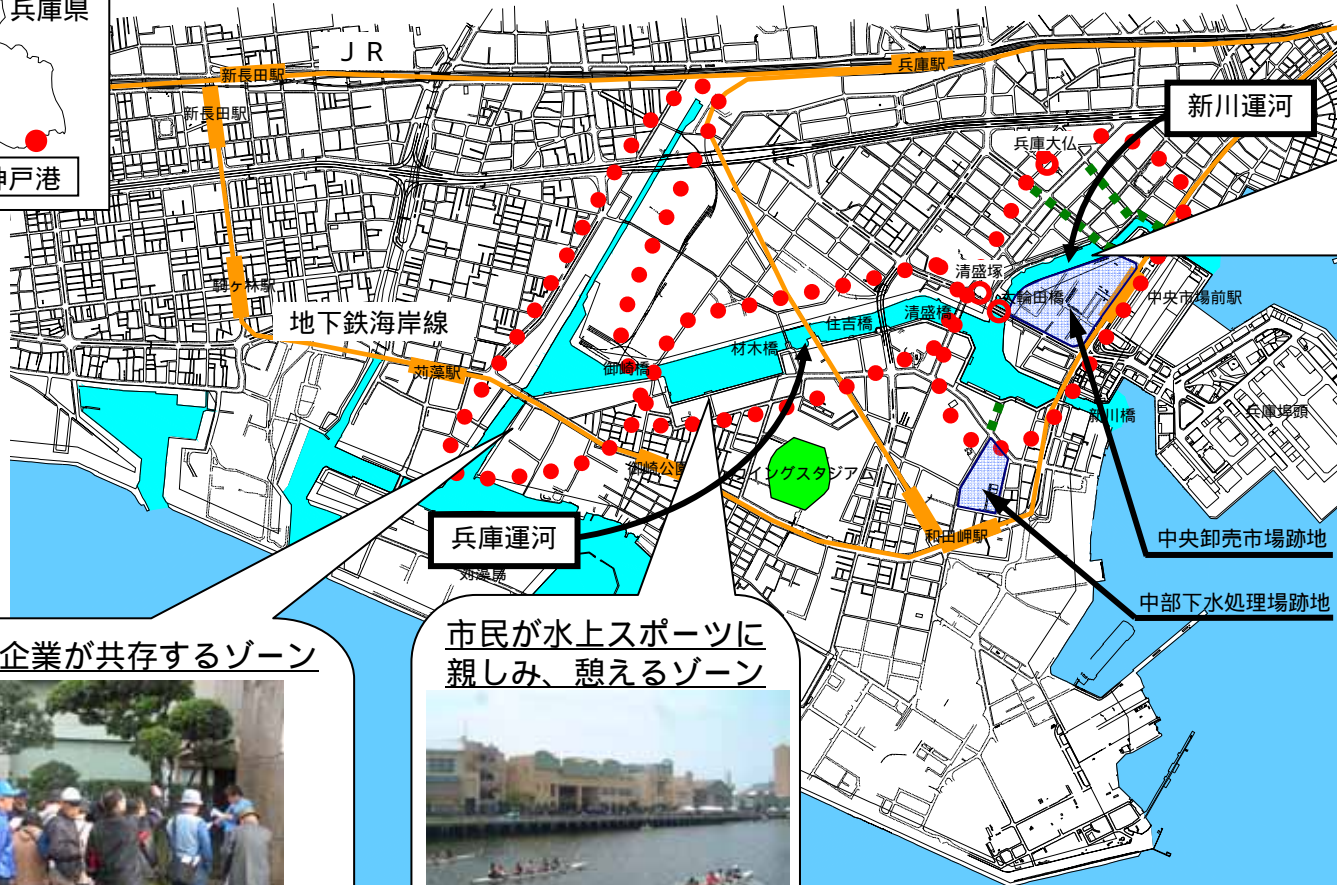 兵庫県
神戸港
ＪＲ
新長田駅
兵庫駅
新長田駅
新川運河
兵庫大仏
駒ヶ林駅
清盛塚
大輪田橋
中央市場前駅
地下鉄海岸線
清盛橋
住吉橋
材木橋
苅藻駅
御崎橋
新川橋
兵庫埠頭
御崎公園
イングスタジア
兵庫運河
和田岬駅
中央卸売市場跡地
苅藻島
中部下水処理場跡地
企業が共存するゾーン
市民が水上スポーツに
親しみ、憩えるゾーン